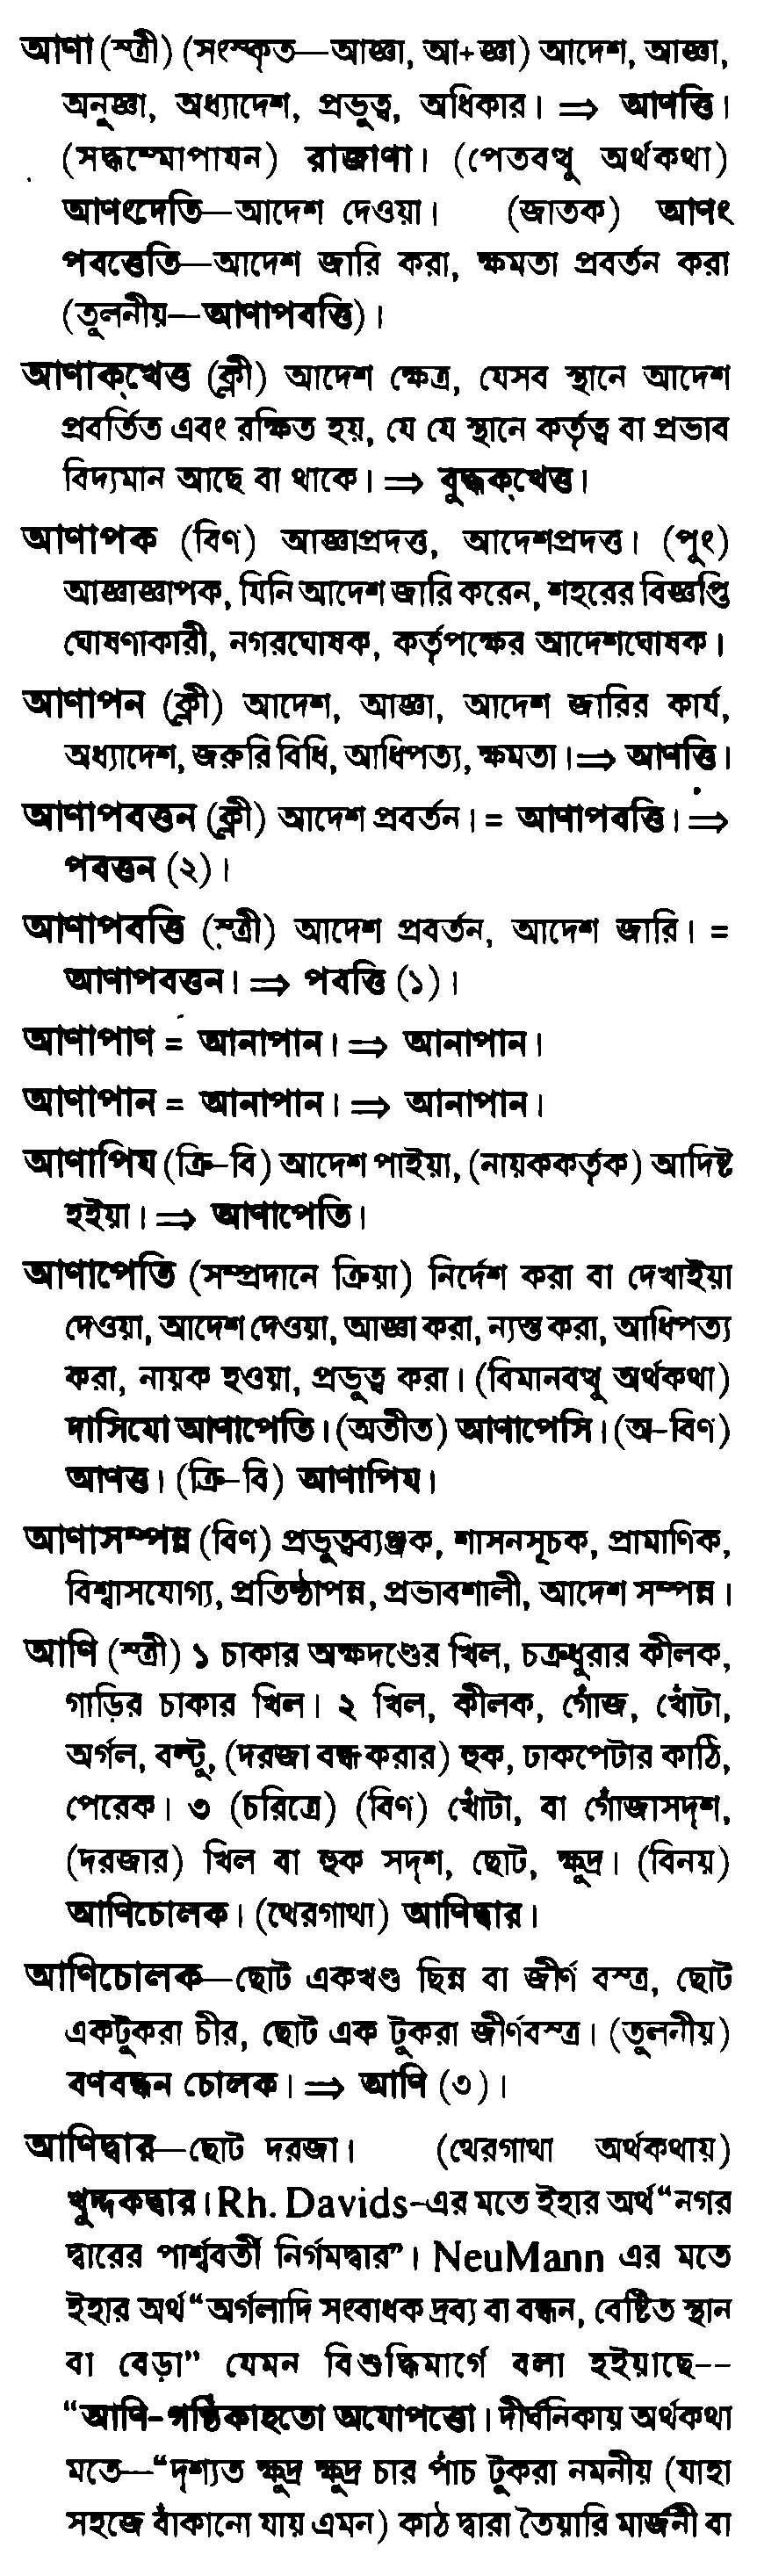 আণা (স্ত্রী) (সংস্কৃত—আজ্ঞা, আ+জ্ঞা) আদেশ, আজ্ঞা,
অনুজ্ঞা, অধ্যাদেশ, প্রভুত্ব, অধিকার। ⇒ আণত্তি।
(সদ্ধম্মোপাযন) রাজাণা। (পেতবত্থু অর্থকথা)
আণংদেতি—আদেশ দেওয়া। (জাতক) আণং
পবত্তেতি—আদেশ জারি করা, ক্ষমতা প্রবর্তন করা
(তুলনীয়—আণাপবত্তি)।
আণাক্খেত্ত (ক্লী) আদেশ ক্ষেত্র, যেসব স্থানে আদেশ
প্রবর্তিত এবং রক্ষিত হয়, যে যে স্থানে কর্তৃত্ব বা প্রভাব
বিদ্যমান আছে বা থাকে। ⇒ বুদ্ধক্খেত্ত।
আণাপক (বিণ) আজ্ঞাপ্রদত্ত, আদেশপ্রদত্ত। (পুং)
আজ্ঞাজ্ঞাপক, যিনি আদেশ জারি করেন, শহরের বিজ্ঞপ্তি
ঘোষণাকারী, নগরঘোষক, কর্তৃপক্ষের আদেশঘোষক।
আণাপন (ক্লী) আদেশ, আজ্ঞা, আদেশ জারির কার্য,
অধ্যাদেশ, জরুরি বিধি, আধিপত্য, ক্ষমতা। ⇒ আণত্তি।
আণাপবত্তন (ক্লী) আদেশ প্রবর্তন। = আণাপবত্তি। ⇒
পবত্তন (২)।
আণাপবত্তি (স্ত্রী) আদেশ প্রবর্তন, আদেশ জারি। =
আণাপবত্তন। ⇒ পবত্তি (১)।
আণাপাণ = আনাপান। ⇒ আনাপান।
আণাপান = আনাপান। ⇒ আনাপান।
আণাপিয (ক্রি-বি) আদেশ পাইয়া, (নায়ককর্তৃক) আদিষ্ট
হইয়া। ⇒ আণাপেতি।
আণাপেতি (সম্প্রদানে ক্রিয়া) নির্দেশ করা বা দেখাইয়া
দেওয়া, আদেশ দেওয়া, আজ্ঞা করা, ন্যস্ত করা, আধিপত্য
করা, নায়ক হওয়া, প্রভুত্ব করা। (বিমানবত্থু অর্থকথা)
দাসিযো আণাপেতি। (অতীত) আণাপেসি। (অ-বিণ)
আণত্ত। (ক্রি-বি) আণাপিয।
আণাসম্পন্ন (বিণ) প্রভুত্বব্যঞ্জক, শাসনসূচক, প্রামাণিক,
বিশ্বাসযোগ্য, প্রতিষ্ঠাপন্ন, প্রভাবশালী, আদেশ সম্পন্ন।
আণি (স্ত্রী) ১ চাকার অক্ষদণ্ডের খিল, চক্রধুরার কীলক,
গাড়ির চাকার খিল। ২ খিল, কীলক, গোঁজ, খোঁটা,
অর্গল, বল্টু, (দরজা বন্ধ করার) হুক, ঢাকপেটার কাঠি,
পেরেক। ৩ (চরিত্রে) (বিণ) খোঁটা, বা গোঁজাসদৃশ,
(দরজার) খিল বা হুক সদৃশ, ছোট, ক্ষুদ্র। (বিনয়)
আণিচোলক। (থেরগাথা) আণিদ্বার।
আণিচোলক—ছোট একখণ্ড ছিন্ন বা জীর্ণ বস্ত্র, ছোট
একটুকরা চীর, ছোট এক টুকরা জীর্ণবস্ত্র। (তুলনীয়)
বণবন্ধন চোলক। ⇒ আণি (৩)।
আণিদ্বার—ছোট দরজা। (থেরগাথা অর্থকথায়)
খুদ্দকদ্বার। Rh. Davids-এর মতে ইহার অর্থ “নগর
দ্বারের পার্শ্ববর্তী নির্গমদ্বার”। NeuMann এর মতে
ইহার অর্থ “অর্গলাদি সংবাধক দ্রব্য বা বন্ধন, বেষ্টিত স্থান
বা বেড়া” যেমন বিশুদ্ধিমার্গে বলা হইয়াছে--
“আণি-গণ্ঠিকাহতো অযোপত্তো। দীর্ঘনিকায় অর্থকথা
মতে—“দৃশ্যত ক্ষুদ্র ক্ষুদ্র চার পাঁচ টুকরা নমনীয় (যাহা
সহজে বাঁকানো যায় এমন) কাঠ দ্বারা তৈয়ারি মার্জনী বা